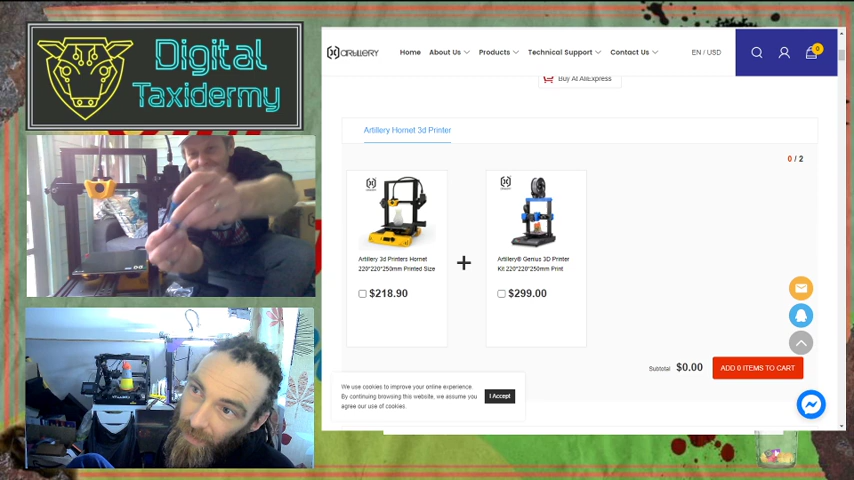 Digital
Taxidermy
ARTILLERY
Home About Us Products Technical Support Contact Us EN / USD 0
Buy At AliExpress
Artillery Hornet 3d Printer
0 / 2
Artillery 3d Printers Hornet
220*220*250mm Printed Size
$218.90
+
Artillery® Genius 3D Printer
Kit 220*220*250mm Print
$299.00
Subtotal $0.00 ADD 0 ITEMS TO CART
We use cookies to improve your online experience.
By continuing browsing this website, we assume you
agree our use of cookies.
I Accept